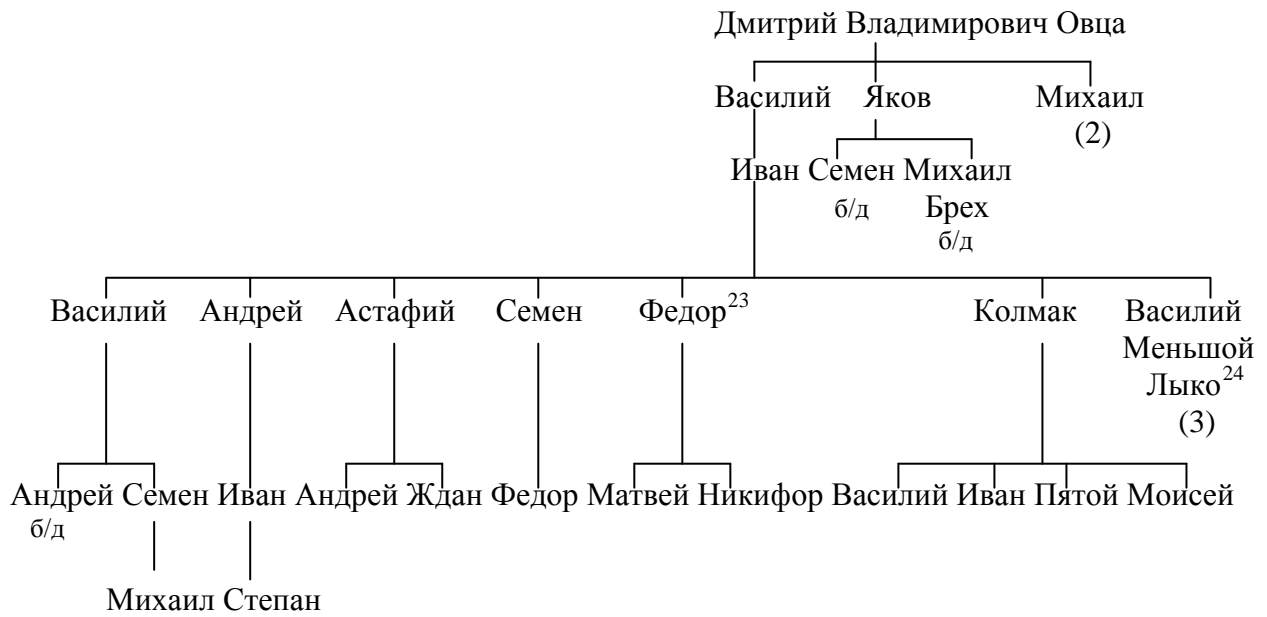 Дмитрий Владимирович Овца
Василий Яков Михаил
(2)
Иван Семен Михаил
б/д Брех
б/д
Василий Андрей Астафий Семен Федор23 Колмак Василий
Меньшой
Лыко24
(3)
Андрей Семен Иван Андрей Ждан Федор Матвей Никифор Василий Иван Пятой Моисей
б/д
Михаил Степан